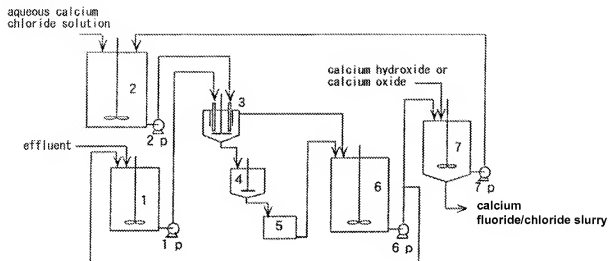 aqueous calcium
chloride solution
2
2 p
3
calcium hydroxide or
calcium oxide
7
7 p
effluent
1
1 p
4
5
6
6 p
calcium
fluoride/chloride slurry